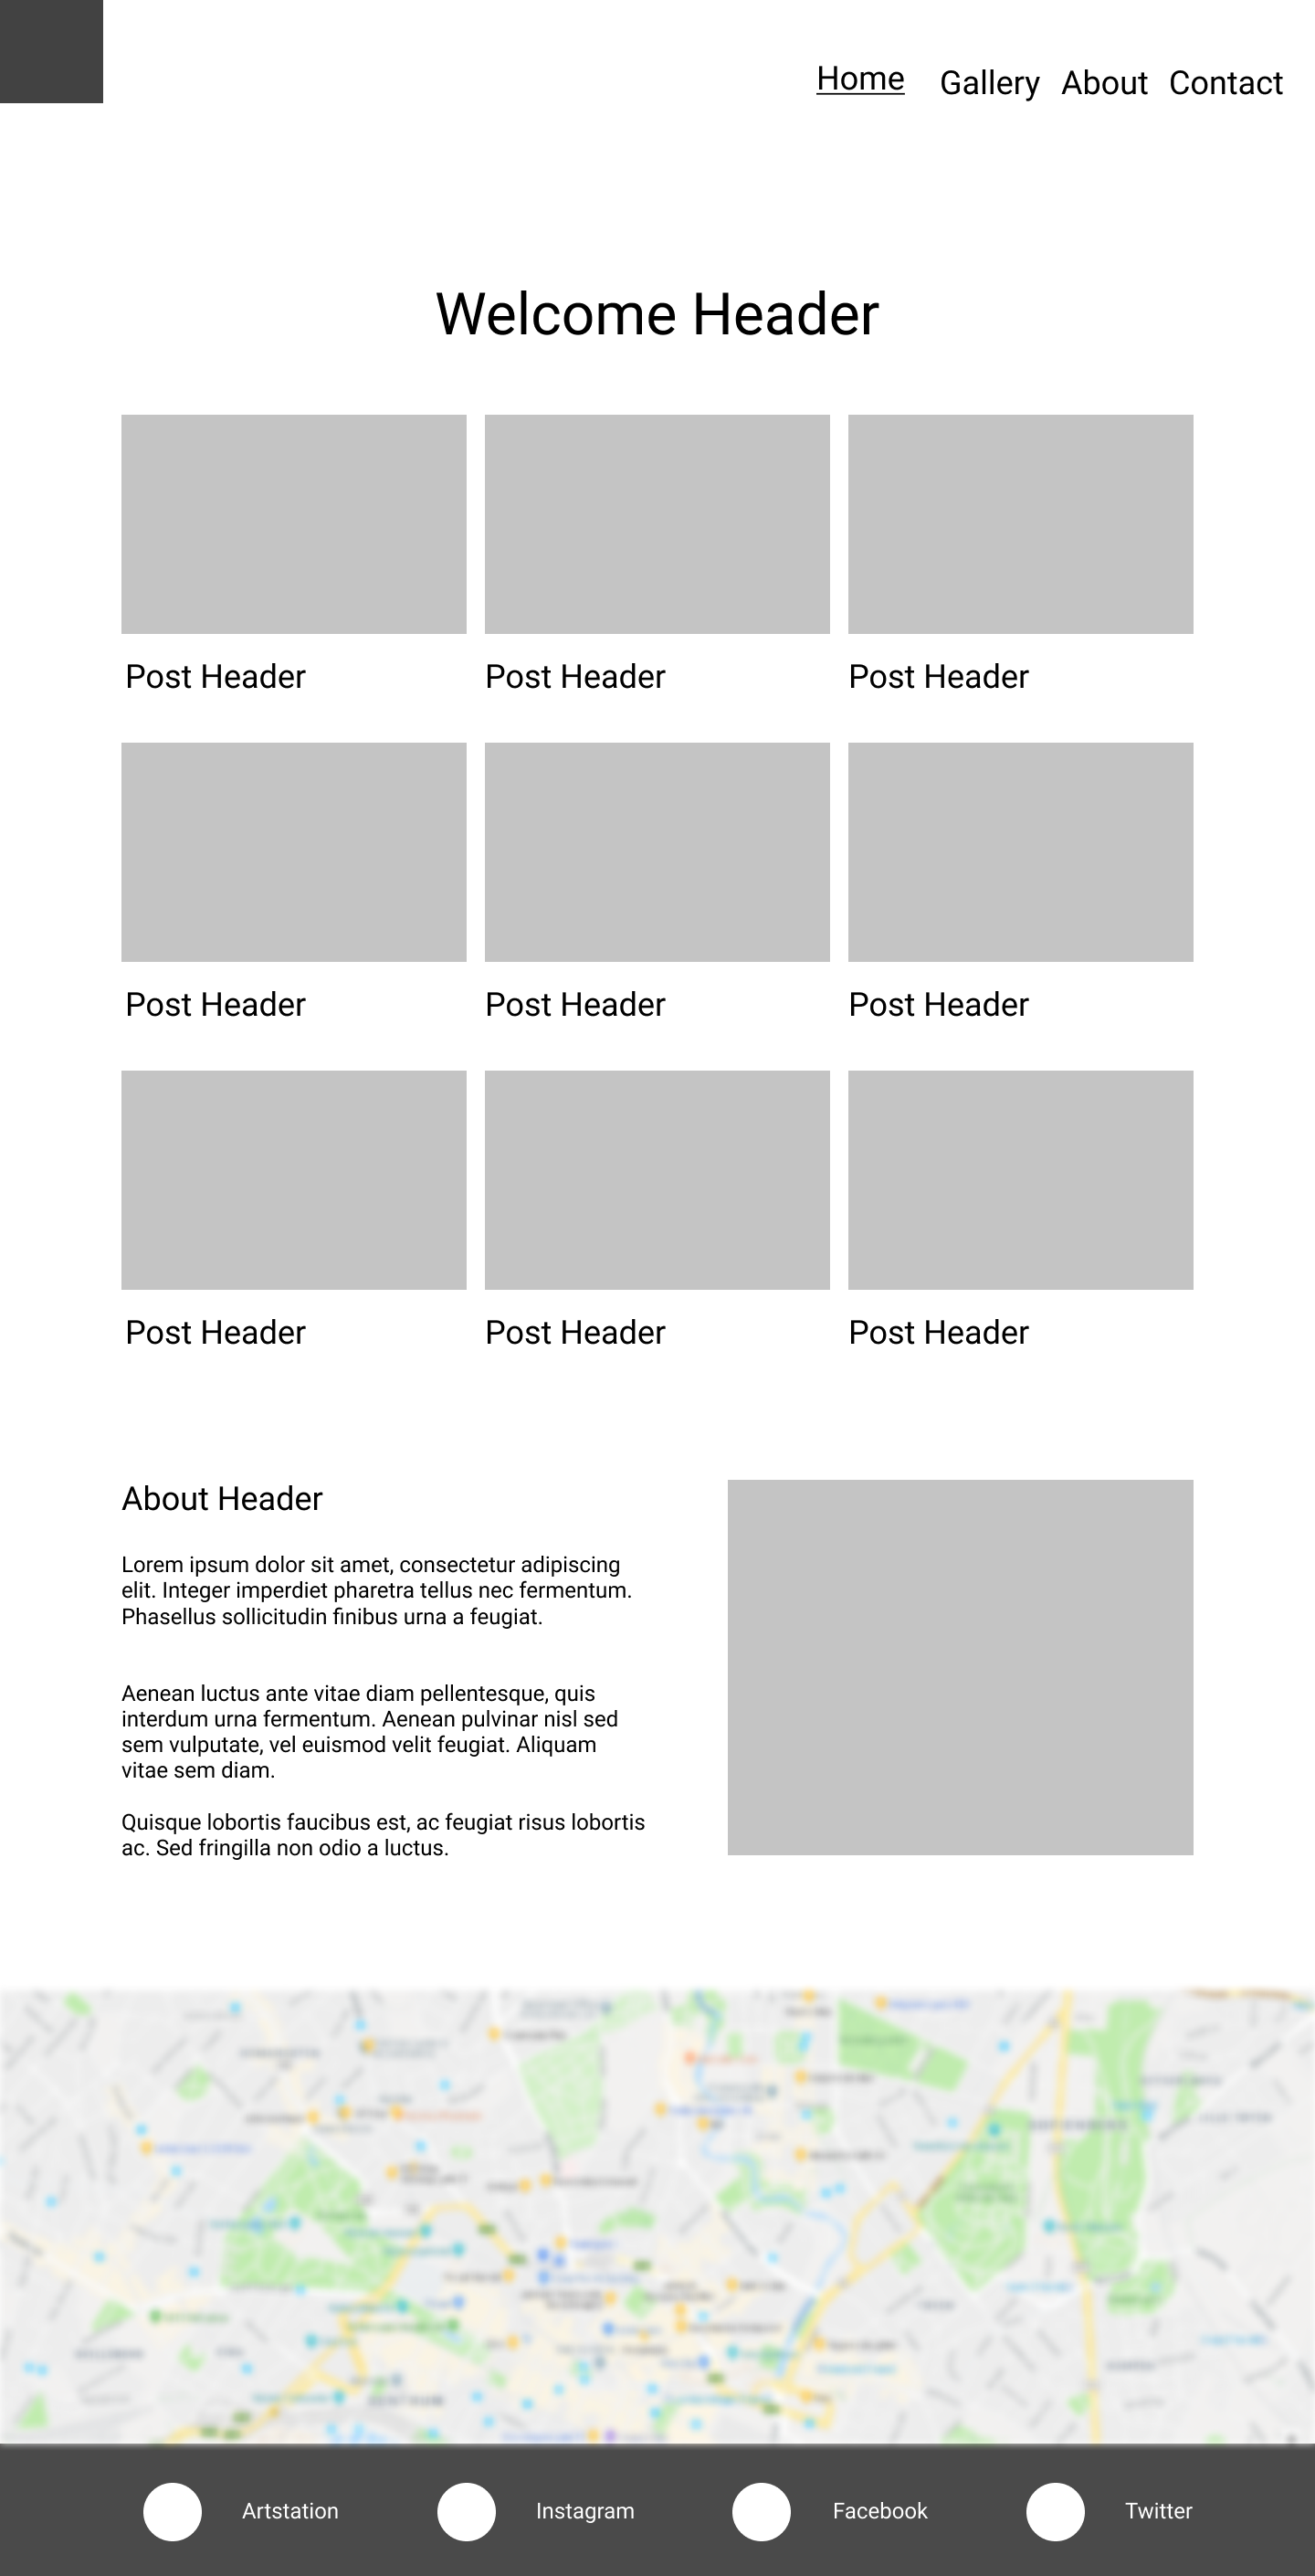 Home Gallery About Contact
Welcome Header
Post Header Post Header Post Header
Post Header Post Header Post Header
Post Header Post Header Post Header
About Header
Lorem ipsum dolor sit amet, consectetur adipiscing
elit. Integer imperdiet pharetra tellus nec fermentum.
Phasellus sollicitudin finibus urna a feugiat.
Aenean luctus ante vitae diam pellentesque, quis
interdum urna fermentum. Aenean pulvinar nisl sed
sem vulputate, vel euismod velit feugiat. Aliquam
vitae sem diam.
Quisque lobortis faucibus est, ac feugiat risus lobortis
ac. Sed fringilla non odio a luctus.
Artstation Instagram Facebook Twitter